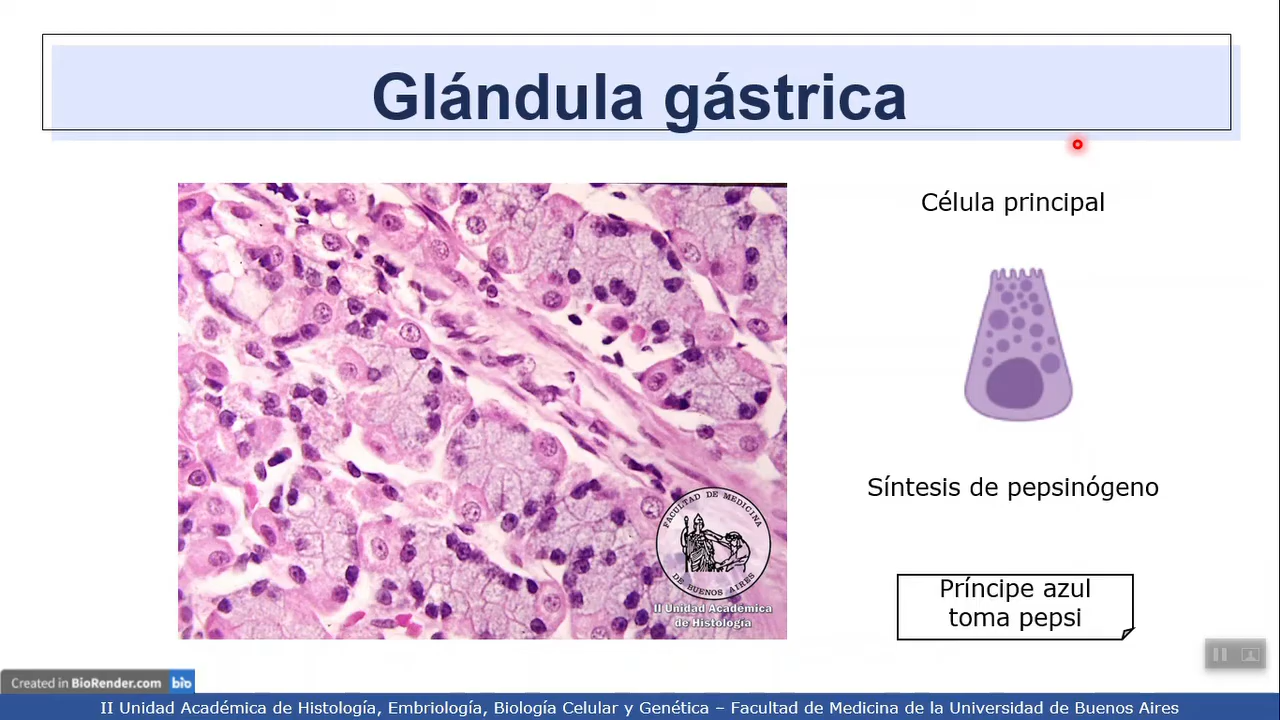 Glándula gástrica
Célula principal
Síntesis de pepsinógeno
FACULTAD DE MEDICINA
DE BUENOS AIRES
II Unidad Académica
de Histología
Príncipe azul
toma pepsi
Created in BioRender.com bio
II Unidad Académica de Histología, Embriología, Biología Celular y Genética – Facultad de Medicina de la Universidad de Buenos Aires